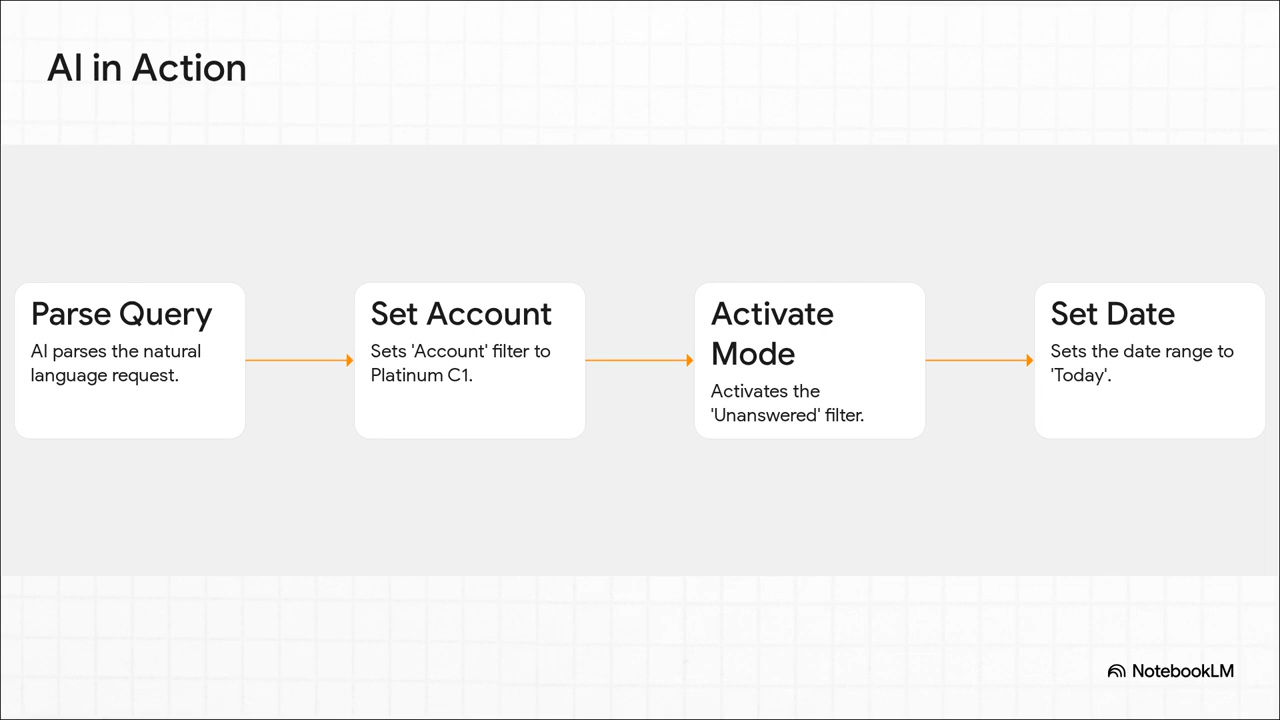 AI in Action
Parse Query
AI parses the natural
language request.
Set Account
Sets 'Account' filter to
Platinum C1.
Activate
Mode
Activates the
'Unanswered' filter.
Set Date
Sets the date range to
'Today'.
NotebookLM